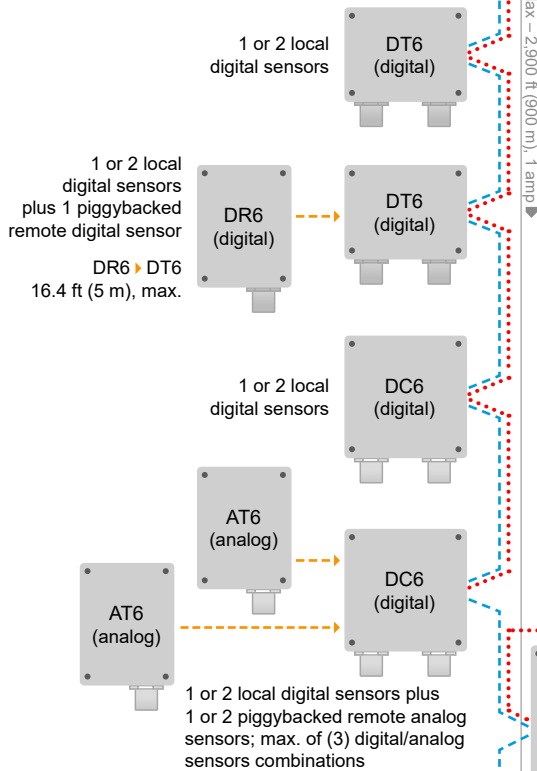 1 or 2 local
digital sensors
DT6
(digital)
ax – 2,900 ft (900 m), 1 amp
1 or 2 local
digital sensors
plus 1 piggybacked
remote digital sensor
DR6 ▸ DT6
16.4 ft (5 m), max.
DR6
(digital)
DT6
(digital)
1 or 2 local
digital sensors
DC6
(digital)
AT6
(analog)
AT6
(analog)
DC6
(digital)
1 or 2 local digital sensors plus
1 or 2 piggybacked remote analog
sensors; max. of (3) digital/analog
sensors combinations